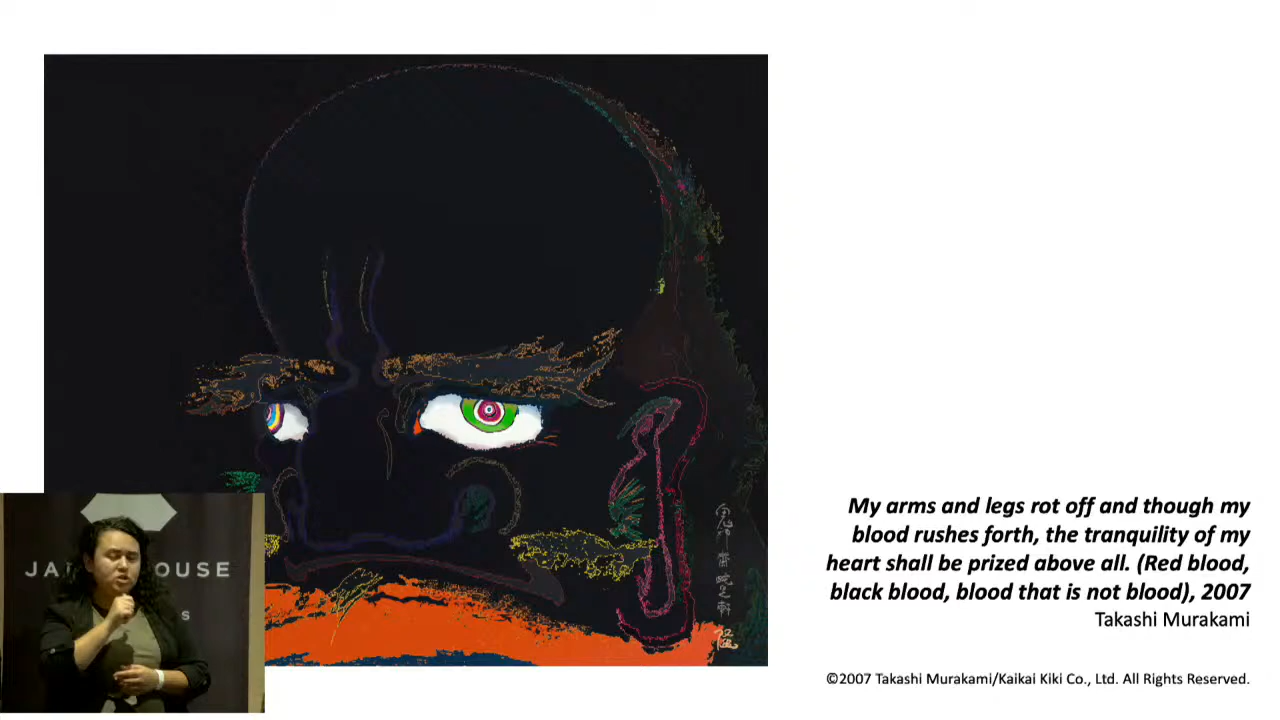 My arms and legs rot off and though my
blood rushes forth, the tranquility of my
heart shall be prized above all. (Red blood,
black blood, blood that is not blood), 2007
Takashi Murakami
©2007 Takashi Murakami/Kaikai Kiki Co., Ltd. All Rights Reserved.